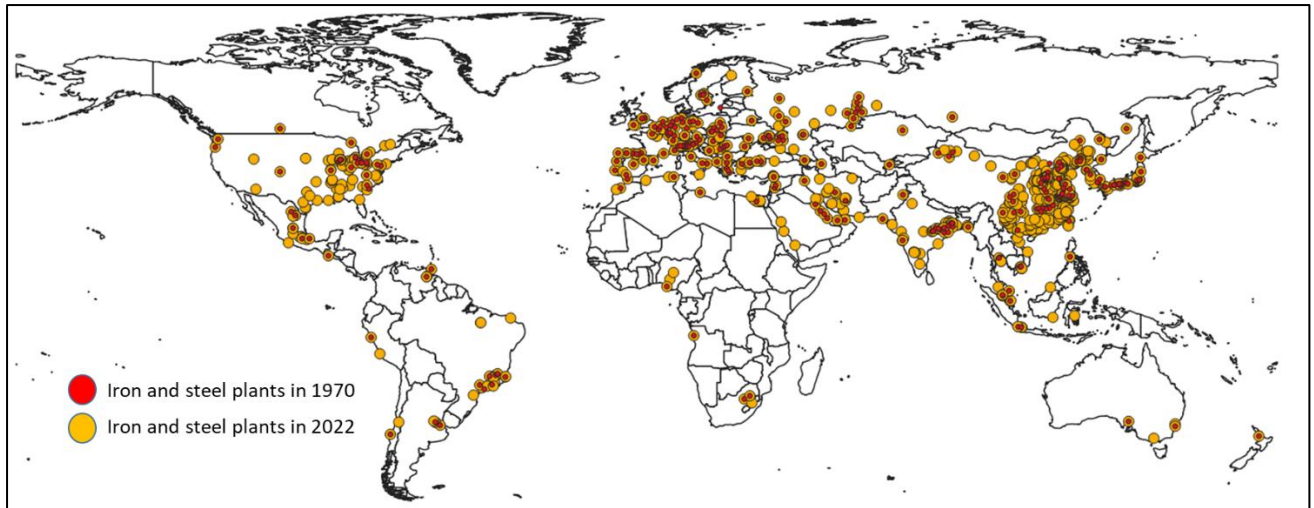 Iron and steel plants in 1970
Iron and steel plants in 2022